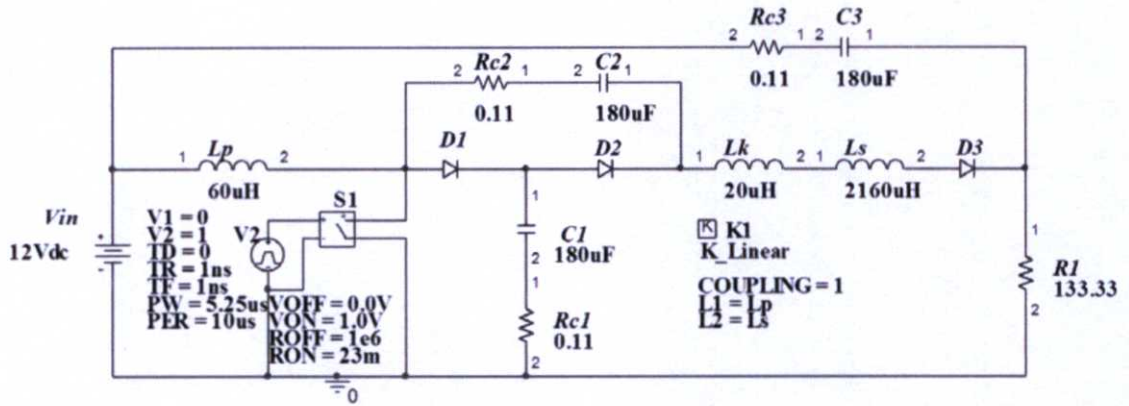 Rc3 C3
2 1 2 1
0.11 180uF
Rc2 C2
2 1 2 1
0.11 180uF
Lp D1 D2 Lk Ls D3
1 2 1 2 1 2
60uH 20uH 2160uH
Vin
12Vdc
V1 = 0
V2 = 1
TD = 0
TR = 1ns
TF = 1ns
PW = 5.25us
PER = 10us
V2
S1
VOFF = 0.0V
VON = 1.0V
ROFF = 1e6
RON = 23m
1
C1
180uF
2
1
Rc1
0.11
2
K K1
K_Linear
COUPLING = 1
L1 = Lp
L2 = Ls
1
R1
133.33
2
0